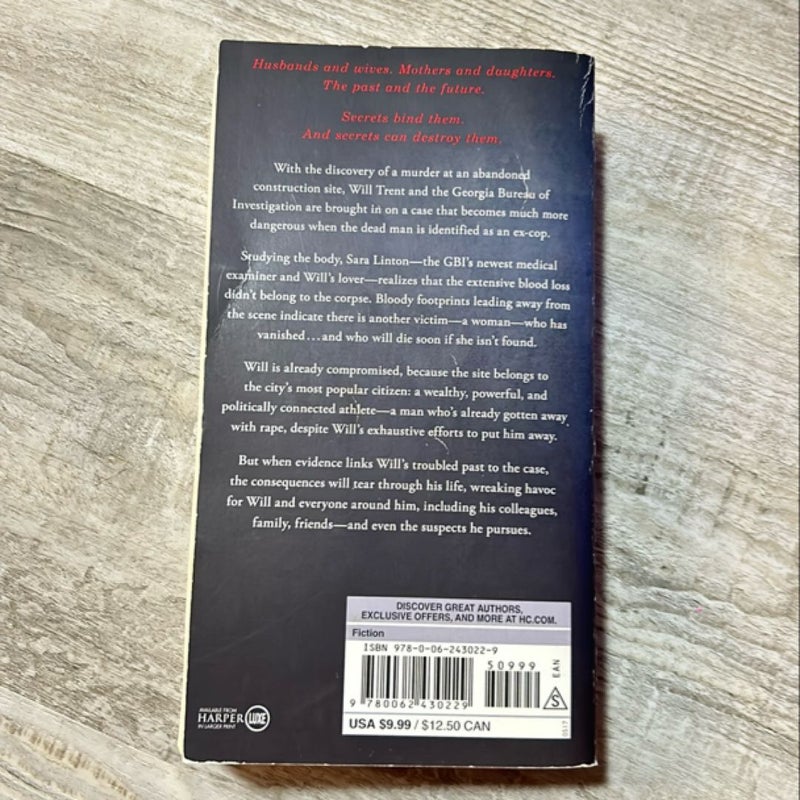 Husbands and wives. Mothers and daughters.
The past and the future.
Secrets bind them.
And secrets can destroy them.
With the discovery of a murder at an abandoned
construction site, Will Trent and the Georgia Bureau of
Investigation are brought in on a case that becomes much more
dangerous when the dead man is identified as an ex-cop.
Studying the body, Sara Linton—the GBI's newest medical
examiner and Will's lover—realizes that the extensive blood loss
didn't belong to the corpse. Bloody footprints leading away from
the scene indicate there is another victim—a woman—who has
vanished...and who will die soon if she isn't found.
Will is already compromised, because the site belongs to
the city's most popular citizen: a wealthy, powerful, and
politically connected athlete—a man who's already gotten away
with rape, despite Will's exhaustive efforts to put him away.
But when evidence links Will's troubled past to the case,
the consequences will tear through his life, wreaking havoc
for Will and everyone around him, including his colleagues,
family, friends—and even the suspects he pursues.
DISCOVER GREAT AUTHORS,
EXCLUSIVE OFFERS, AND MORE AT HC.COM.
Fiction
ISBN 978-0-06-243022-9
50999
EAN
9 780062 430229
S
USA $9.99 / $12.50 CAN
0517
AVAILABLE FROM
HARPER LUXE
IN LARGER PRINT